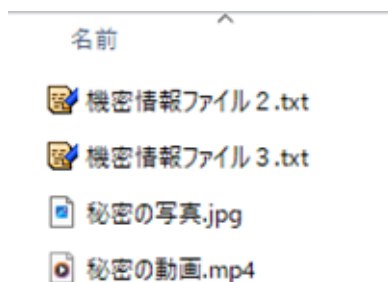 名前
機密情報ファイル２.txt
機密情報ファイル３.txt
秘密の写真.jpg
秘密の動画.mp4